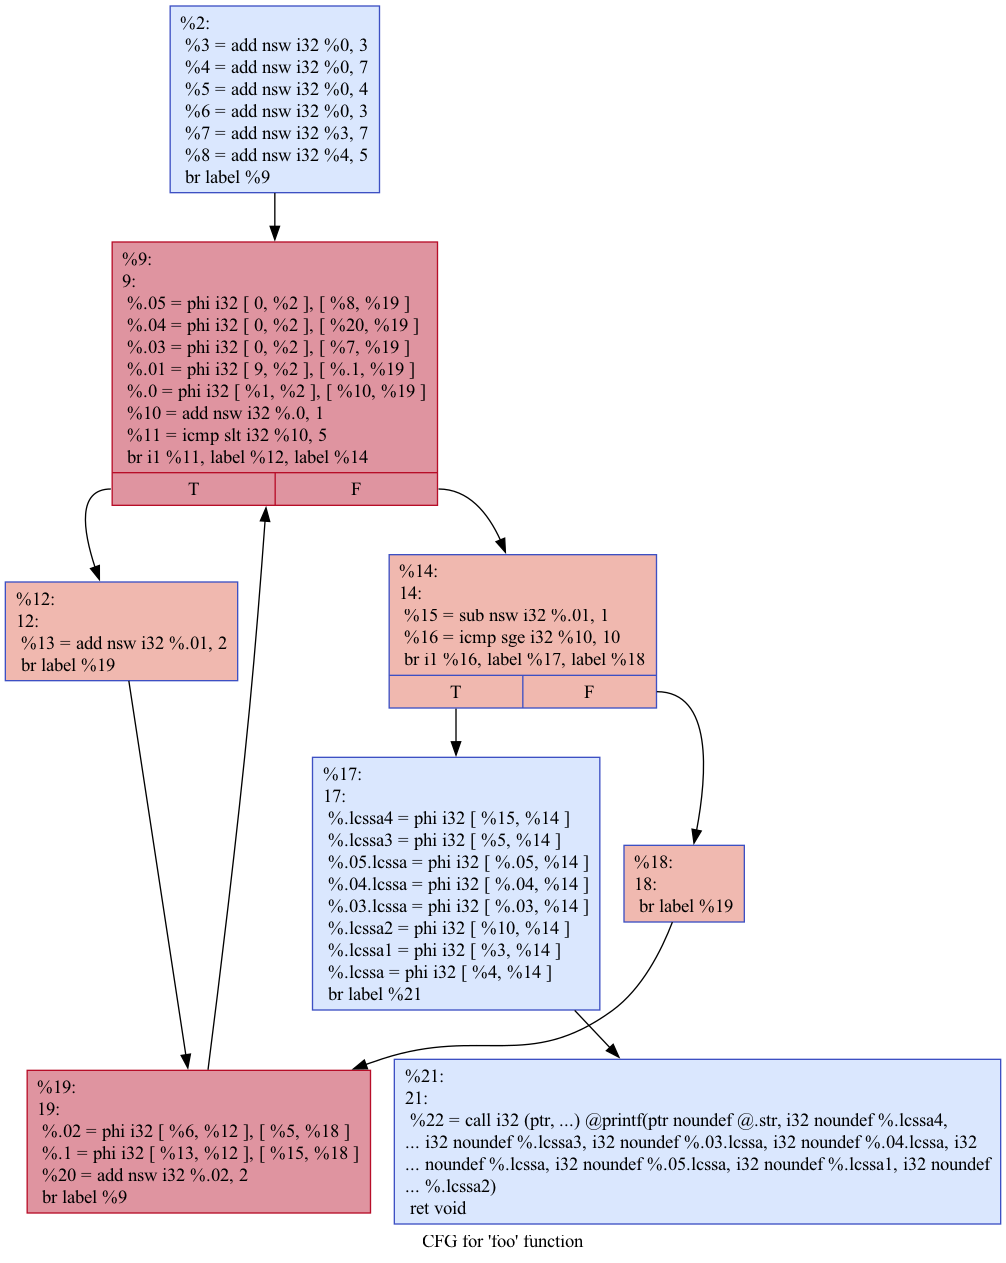 %2:
%3 = add nsw i32 %0, 3
%4 = add nsw i32 %0, 7
%5 = add nsw i32 %0, 4
%6 = add nsw i32 %0, 3
%7 = add nsw i32 %3, 7
%8 = add nsw i32 %4, 5
br label %9
%9:
9:
%.05 = phi i32 [ 0, %2 ], [ %8, %19 ]
%.04 = phi i32 [ 0, %2 ], [ %20, %19 ]
%.03 = phi i32 [ 0, %2 ], [ %7, %19 ]
%.01 = phi i32 [ 9, %2 ], [ %.1, %19 ]
%.0 = phi i32 [ %1, %2 ], [ %10, %19 ]
%10 = add nsw i32 %.0, 1
%11 = icmp slt i32 %10, 5
br i1 %11, label %12, label %14
T F
%12:
12:
%13 = add nsw i32 %.01, 2
br label %19
%14:
14:
%15 = sub nsw i32 %.01, 1
%16 = icmp sge i32 %10, 10
br i1 %16, label %17, label %18
T F
%17:
17:
%.lcssa4 = phi i32 [ %15, %14 ]
%.lcssa3 = phi i32 [ %5, %14 ]
%.05.lcssa = phi i32 [ %.05, %14 ]
%.04.lcssa = phi i32 [ %.04, %14 ]
%.03.lcssa = phi i32 [ %.03, %14 ]
%.lcssa2 = phi i32 [ %10, %14 ]
%.lcssa1 = phi i32 [ %3, %14 ]
%.lcssa = phi i32 [ %4, %14 ]
br label %21
%18:
18:
br label %19
%19:
19:
%.02 = phi i32 [ %6, %12 ], [ %5, %18 ]
%.1 = phi i32 [ %13, %12 ], [ %15, %18 ]
%20 = add nsw i32 %.02, 2
br label %9
%21:
21:
%22 = call i32 (ptr, ...) @printf(ptr noundef @.str, i32 noundef %.lcssa4,
... i32 noundef %.lcssa3, i32 noundef %.03.lcssa, i32 noundef %.04.lcssa, i32
... noundef %.lcssa, i32 noundef %.05.lcssa, i32 noundef %.lcssa1, i32 noundef
... %.lcssa2)
ret void
CFG for 'foo' function